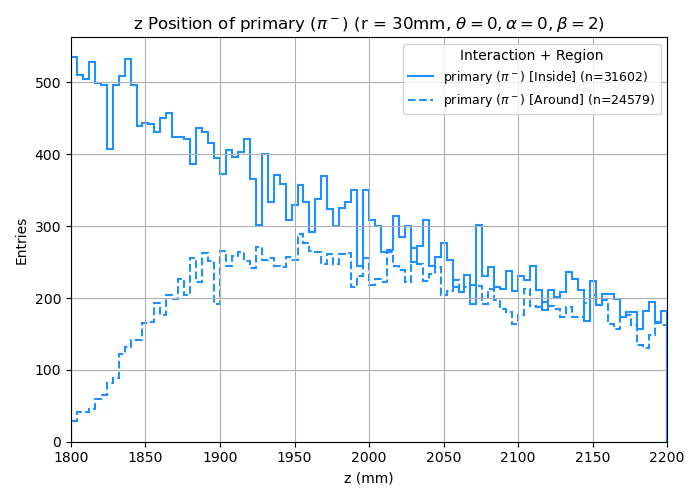 z Position of primary (π⁻) (r = 30mm, θ = 0, α = 0, β = 2)
Interaction + Region
primary (π⁻) [Inside] (n=31602)
primary (π⁻) [Around] (n=24579)
Entries
500
400
300
200
100
0
1800 1850 1900 1950 2000 2050 2100 2150 2200
z (mm)